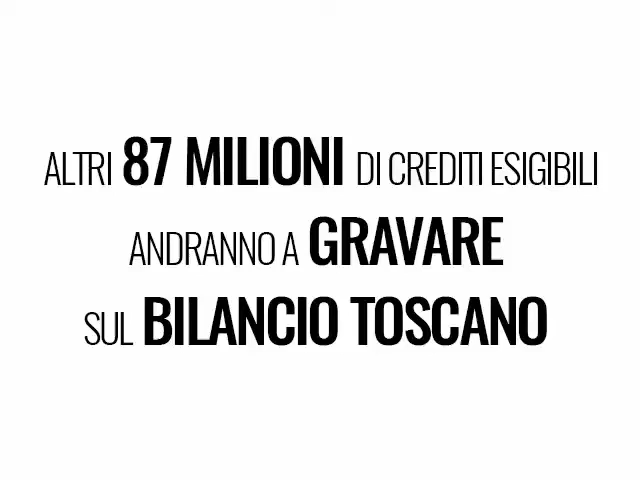 ALTRI 87 MILIONI DI CREDITI ESIGIBILI
ANDRANNO A GRAVARE
SUL BILANCIO TOSCANO